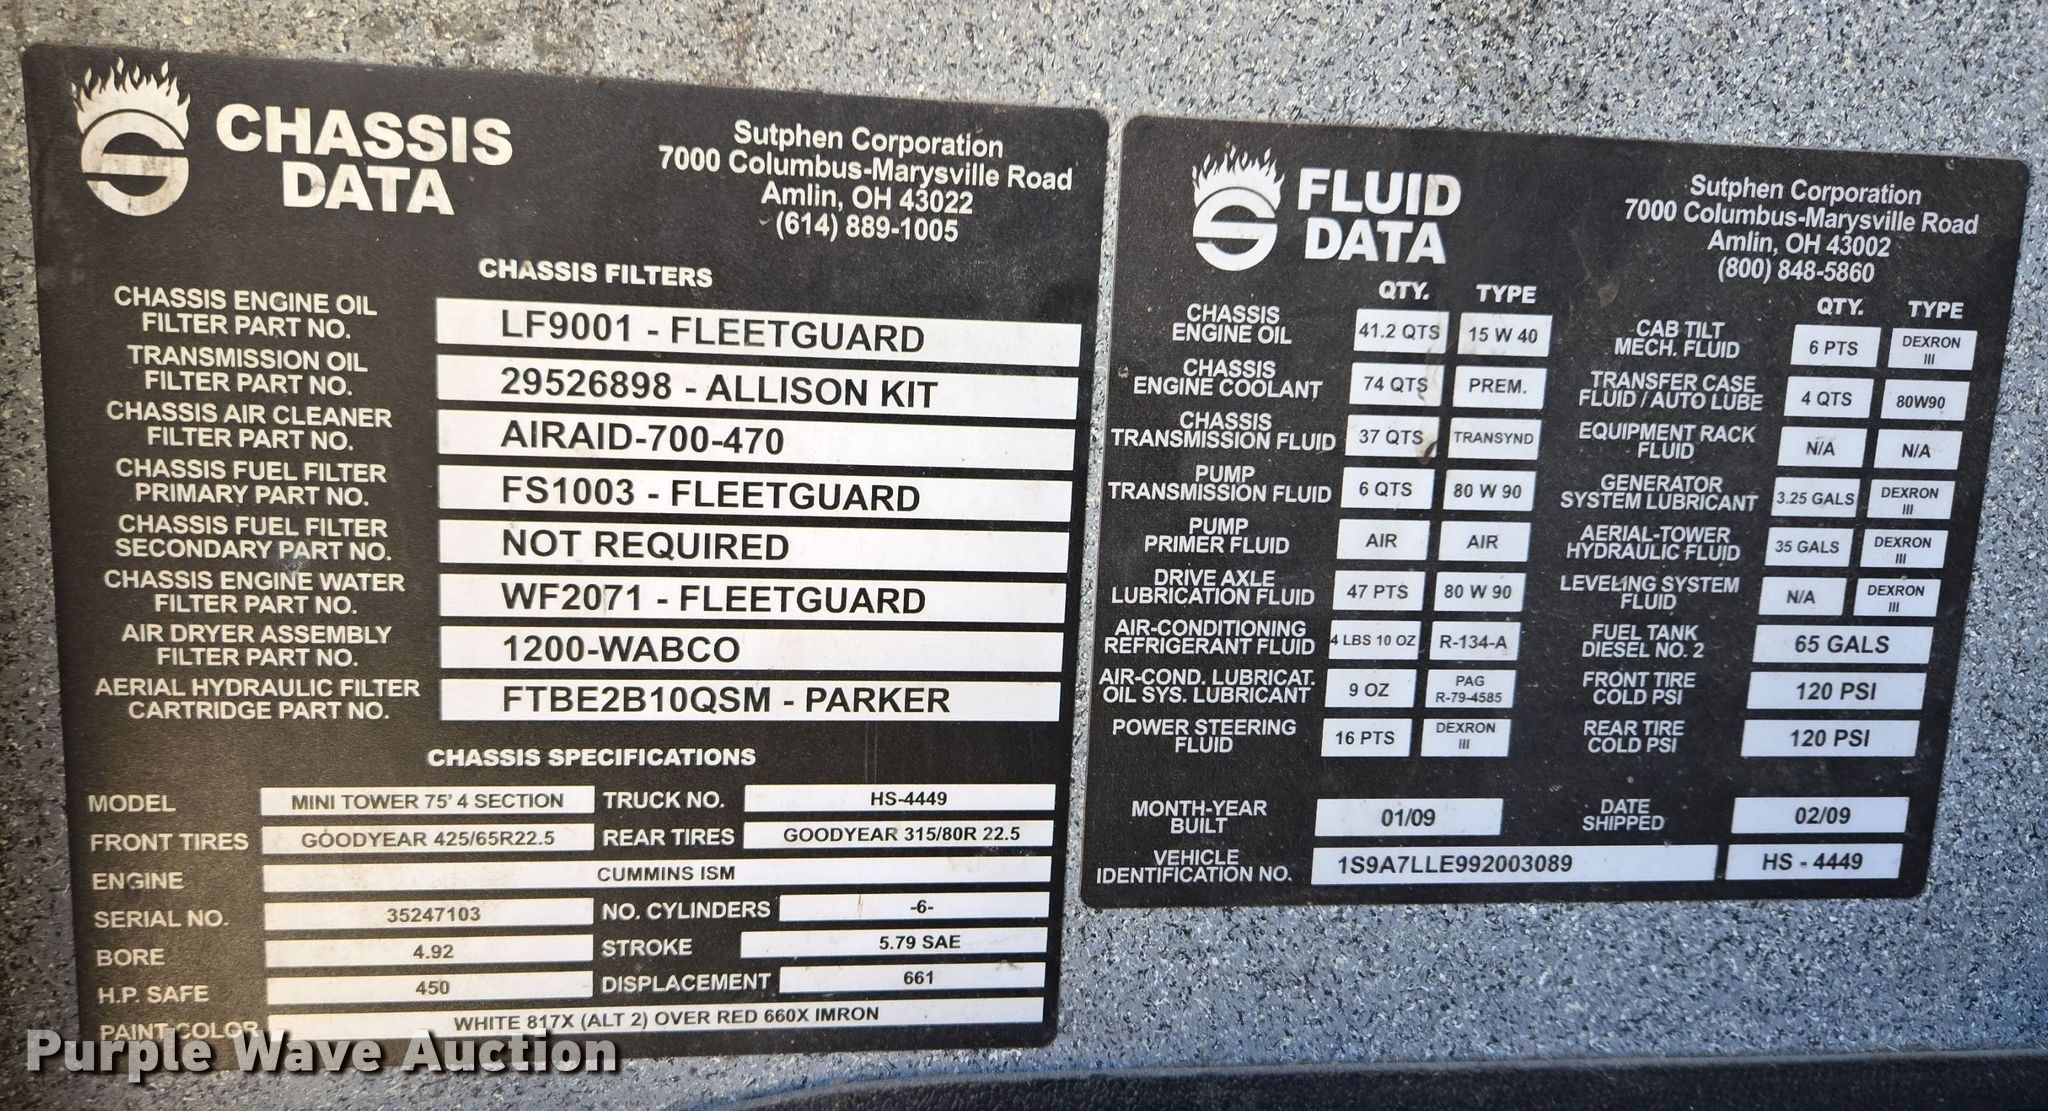 CHASSIS
DATA
Sutphen Corporation
7000 Columbus-Marysville Road
Amlin, OH 43022
(614) 889-1005
CHASSIS FILTERS
CHASSIS ENGINE OIL
FILTER PART NO.
LF9001 - FLEETGUARD
TRANSMISSION OIL
FILTER PART NO.
29526898 - ALLISON KIT
CHASSIS AIR CLEANER
FILTER PART NO.
AIRAID-700-470
CHASSIS FUEL FILTER
PRIMARY PART NO.
FS1003 - FLEETGUARD
CHASSIS FUEL FILTER
SECONDARY PART NO.
NOT REQUIRED
CHASSIS ENGINE WATER
FILTER PART NO.
WF2071 - FLEETGUARD
AIR DRYER ASSEMBLY
FILTER PART NO.
1200-WABCO
AERIAL HYDRAULIC FILTER
CARTRIDGE PART NO.
FTBE2B10QSM - PARKER
CHASSIS SPECIFICATIONS
MODEL MINI TOWER 75' 4 SECTION TRUCK NO. HS-4449
FRONT TIRES GOODYEAR 425/65R22.5 REAR TIRES GOODYEAR 315/80R 22.5
ENGINE CUMMINS ISM
SERIAL NO. 35247103 NO. CYLINDERS -6-
BORE 4.92 STROKE 5.79 SAE
H.P. SAFE 450 DISPLACEMENT 661
PAINT COLOR WHITE 817X (ALT 2) OVER RED 660X IMRON
FLUID
DATA
Sutphen Corporation
7000 Columbus-Marysville Road
Amlin, OH 43002
(800) 848-5860
QTY. TYPE
CHASSIS
ENGINE OIL
41.2 QTS 15 W 40
CHASSIS
ENGINE COOLANT
74 QTS PREM.
CHASSIS
TRANSMISSION FLUID
37 QTS TRANSYND
PUMP
TRANSMISSION FLUID
6 QTS 80 W 90
PUMP
PRIMER FLUID
AIR AIR
DRIVE AXLE
LUBRICATION FLUID
47 PTS 80 W 90
AIR-CONDITIONING
REFRIGERANT FLUID
4 LBS 10 OZ R-134-A
AIR-COND. LUBRICAT.
OIL SYS. LUBRICANT
9 OZ PAG
R-79-4585
POWER STEERING
FLUID
16 PTS DEXRON
III
QTY. TYPE
CAB TILT
MECH. FLUID
6 PTS DEXRON
III
TRANSFER CASE
FLUID / AUTO LUBE
4 QTS 80W90
EQUIPMENT RACK
FLUID
N/A N/A
GENERATOR
SYSTEM LUBRICANT
3.25 GALS DEXRON
III
AERIAL-TOWER
HYDRAULIC FLUID
35 GALS DEXRON
III
LEVELING SYSTEM
FLUID
N/A DEXRON
III
FUEL TANK
DIESEL NO. 2
65 GALS
FRONT TIRE
COLD PSI
120 PSI
REAR TIRE
COLD PSI
120 PSI
MONTH-YEAR
BUILT
01/09
DATE
SHIPPED
02/09
VEHICLE
IDENTIFICATION NO.
1S9A7LLE992003089 HS - 4449
Purple Wave Auction